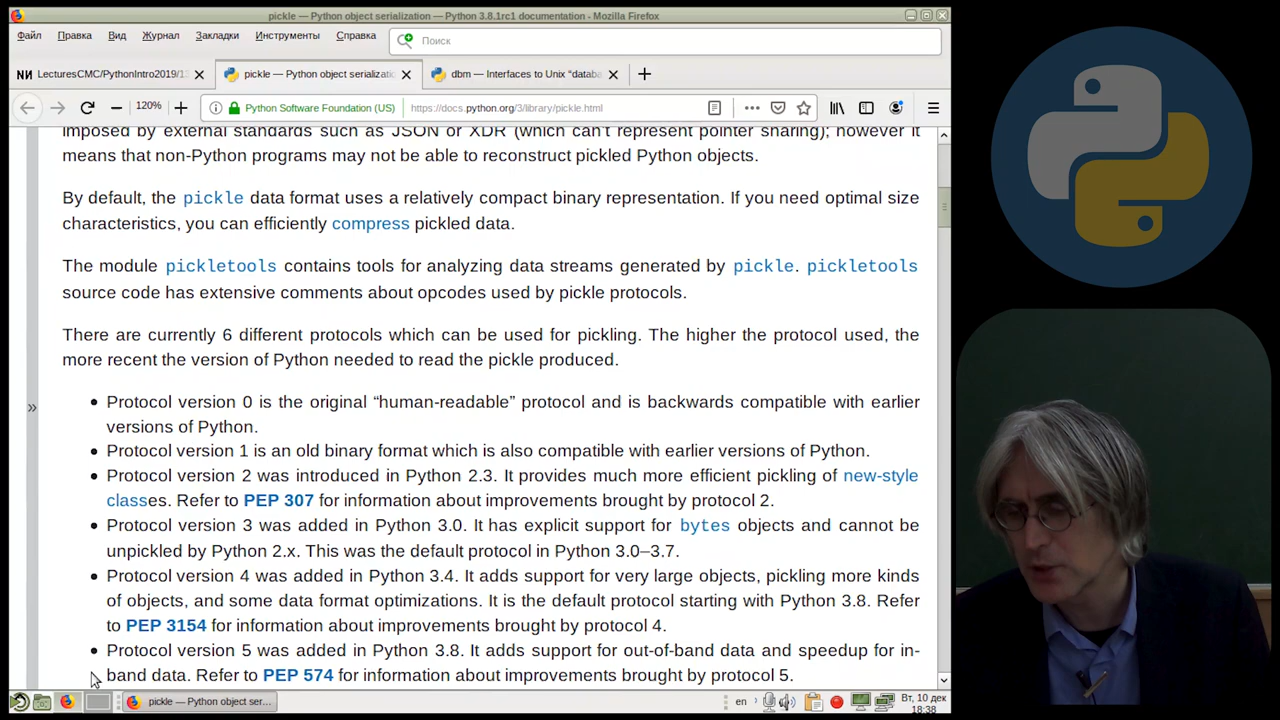 pickle — Python object serialization — Python 3.8.1rc1 documentation - Mozilla Firefox
Файл Правка Вид Журнал Закладки Инструменты Справка Поиск
LecturesCMC/PythonIntro2019/1 pickle — Python object serializati dbm — Interfaces to Unix “databa
120% Python Software Foundation (US) https://docs.python.org/3/library/pickle.html
imposed by external standards such as JSON or XDR (which can't represent pointer sharing); however it
means that non-Python programs may not be able to reconstruct pickled Python objects.
By default, the pickle data format uses a relatively compact binary representation. If you need optimal size
characteristics, you can efficiently compress pickled data.
The module pickletools contains tools for analyzing data streams generated by pickle. pickletools
source code has extensive comments about opcodes used by pickle protocols.
There are currently 6 different protocols which can be used for pickling. The higher the protocol used, the
more recent the version of Python needed to read the pickle produced.
» • Protocol version 0 is the original “human-readable” protocol and is backwards compatible with earlier
versions of Python.
• Protocol version 1 is an old binary format which is also compatible with earlier versions of Python.
• Protocol version 2 was introduced in Python 2.3. It provides much more efficient pickling of new-style
classes. Refer to PEP 307 for information about improvements brought by protocol 2.
• Protocol version 3 was added in Python 3.0. It has explicit support for bytes objects and cannot be
unpickled by Python 2.x. This was the default protocol in Python 3.0–3.7.
• Protocol version 4 was added in Python 3.4. It adds support for very large objects, pickling more kinds
of objects, and some data format optimizations. It is the default protocol starting with Python 3.8. Refer
to PEP 3154 for information about improvements brought by protocol 4.
• Protocol version 5 was added in Python 3.8. It adds support for out-of-band data and speedup for in-
band data. Refer to PEP 574 for information about improvements brought by protocol 5.
pickle — Python object ser... en Вт, 10 дек
18:38